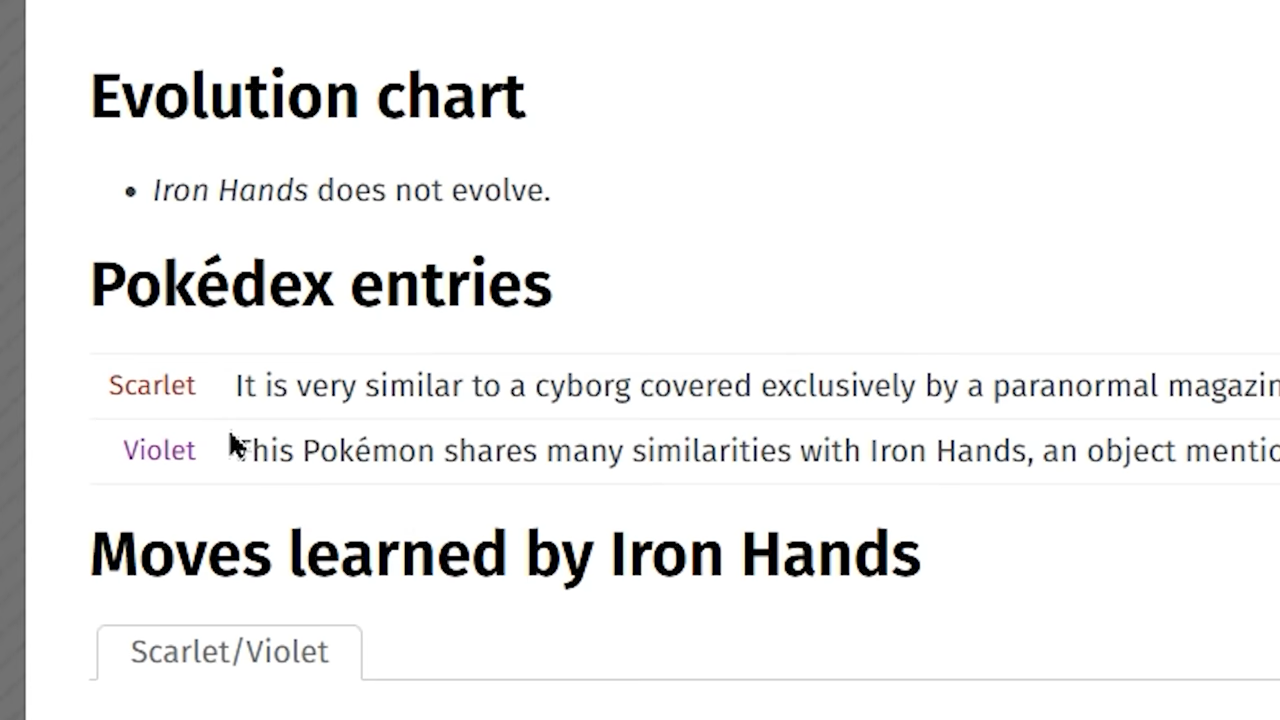 Evolution chart
• Iron Hands does not evolve.
Pokédex entries
Scarlet It is very similar to a cyborg covered exclusively by a paranormal
Violet This Pokémon shares many similarities with Iron Hands, an object
Moves learned by Iron Hands
Scarlet/Violet